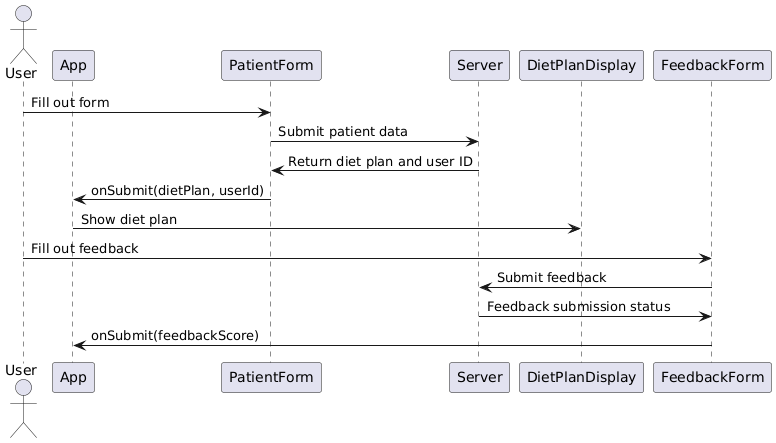 User
App
PatientForm
Server
DietPlanDisplay
FeedbackForm
Fill out form
Submit patient data
Return diet plan and user ID
onSubmit(dietPlan, userId)
Show diet plan
Fill out feedback
Submit feedback
Feedback submission status
onSubmit(feedbackScore)
User
App
PatientForm
Server
DietPlanDisplay
FeedbackForm